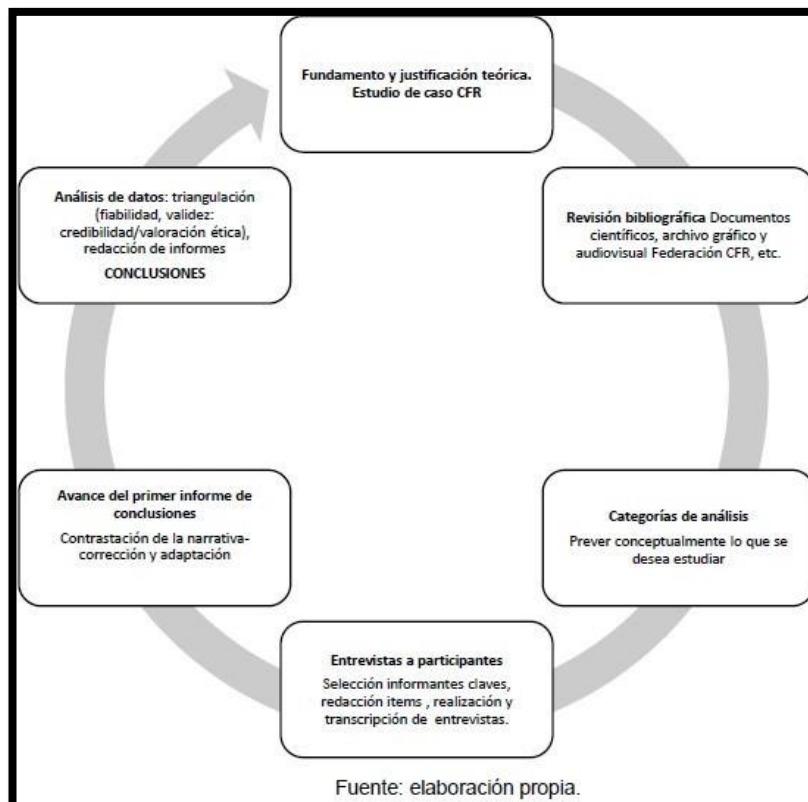 Fundamento y justificación teórica.
Estudio de caso CFR
Revisión bibliográfica Documentos
científicos, archivo gráfico y
audiovisual Federación CFR, etc.
Categorías de análisis
Prever conceptualmente lo que se
desea estudiar
Entrevistas a participantes
Selección informantes claves,
redacción items , realización y
transcripción de entrevistas.
Avance del primer informe de
conclusiones
Contrastación de la narrativa-
corrección y adaptación
Análisis de datos: triangulación
(fiabilidad, validez:
credibilidad/valoración ética),
redacción de informes
CONCLUSIONES
Fuente: elaboración propia.